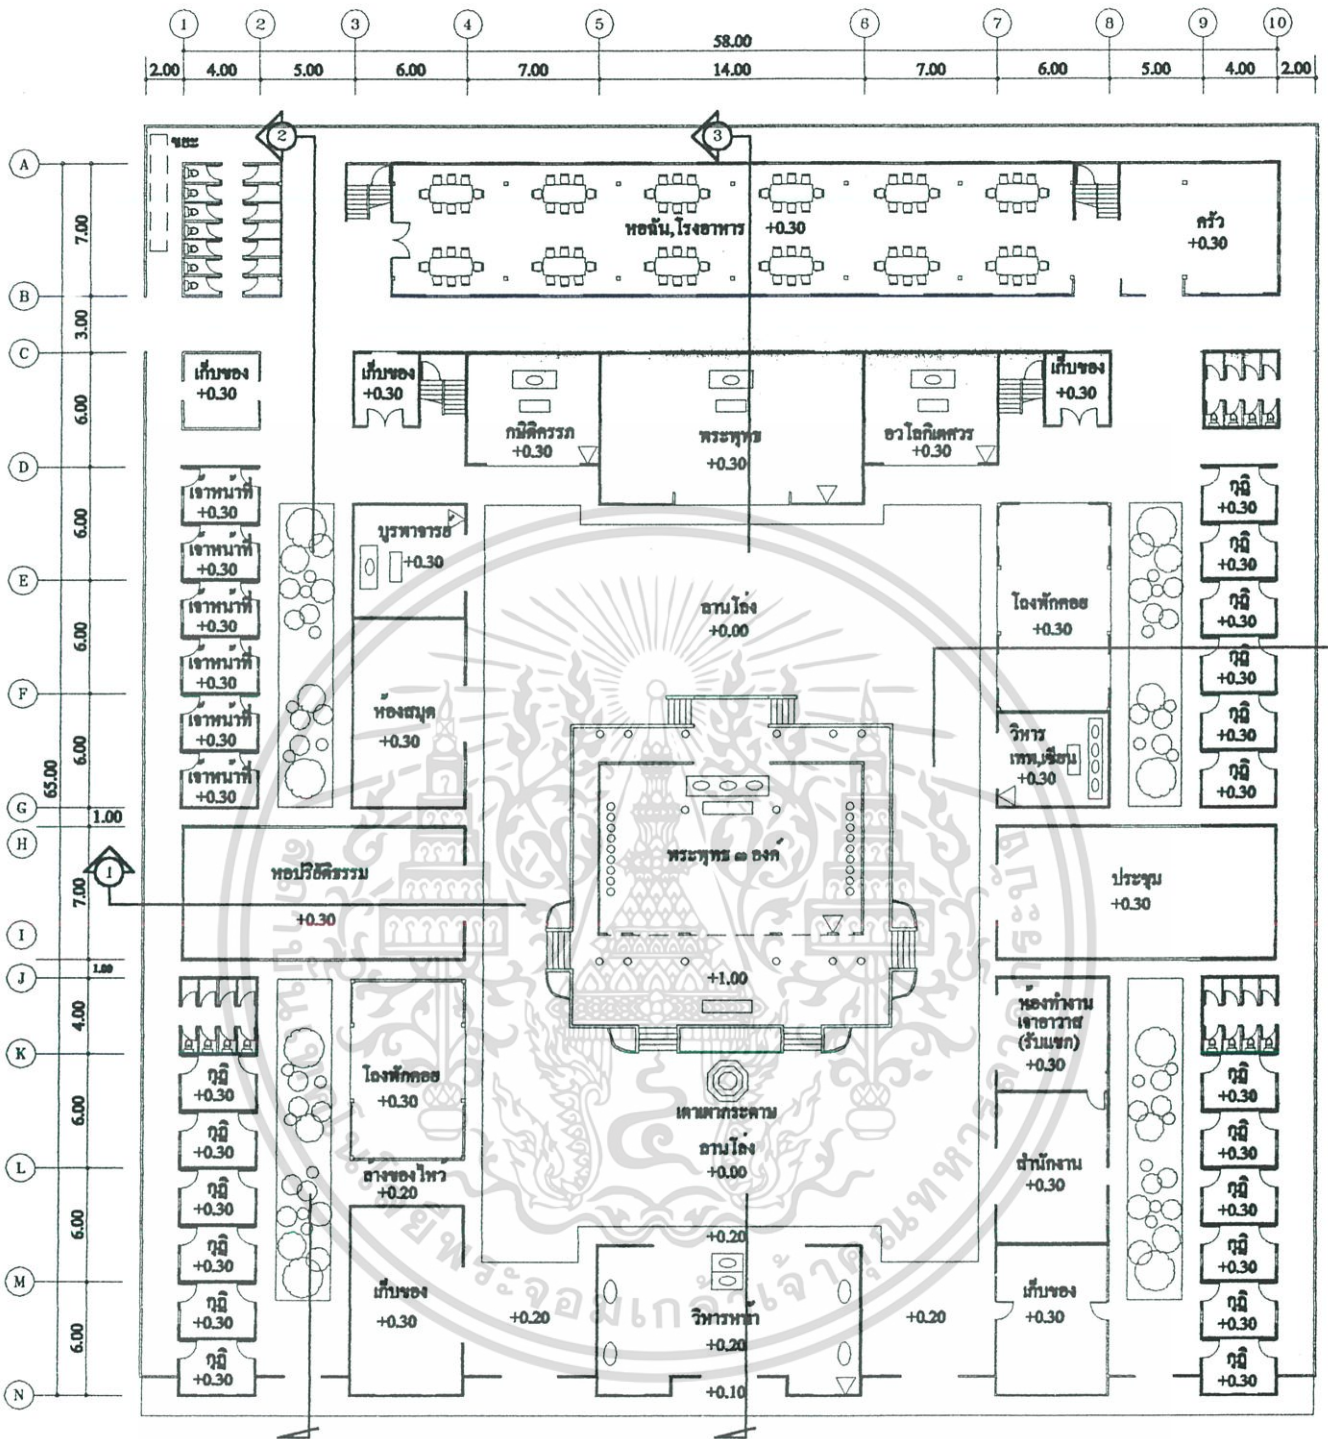 1 2 3 4 5 6 7 8 9 10
58.00
2.00 4.00 5.00 6.00 7.00 14.00 7.00 6.00 5.00 4.00 2.00
ขยะ
2
3
A
7.00
หอฉัน,โรงอาหาร +0.30
ครัว
+0.30
B
3.00
C
เก็บของ
+0.30
เก็บของ
+0.30
กษิติครรภ
+0.30
พระพุทธ
+0.30
อวโลกิเตศวร
+0.30
เก็บของ
+0.30
6.00
D
เจ้าหน้าที่
+0.30
เจ้าหน้าที่
+0.30
เจ้าหน้าที่
+0.30
เจ้าหน้าที่
+0.30
เจ้าหน้าที่
+0.30
เจ้าหน้าที่
+0.30
6.00
E
6.00
F
6.00
G
65.00
1.00
H
บูรพาจารย์
+0.30
ห้องสมุด
+0.30
ลานโล่ง
+0.00
โถงพักคอย
+0.30
วิหาร
เทพ,เซียน
+0.30
กุฏิ
+0.30
กุฏิ
+0.30
กุฏิ
+0.30
กุฏิ
+0.30
กุฏิ
+0.30
กุฏิ
+0.30
1
7.00
หอปริยัติธรรม
+0.30
พระพุทธ ๓ องค์
+1.00
ประชุม
+0.30
I
1.00
J
4.00
K
6.00
L
6.00
M
6.00
N
กุฏิ
+0.30
กุฏิ
+0.30
กุฏิ
+0.30
กุฏิ
+0.30
กุฏิ
+0.30
กุฏิ
+0.30
โถงพักคอย
+0.30
ล้างของไหว้
+0.20
เก็บของ
+0.30
เตาเผากระดาษ
ลานโล่ง
+0.00
+0.20
+0.20
วิหารหน้า
+0.20
+0.10
+0.20
ห้องทำงาน
เจาอาวาส
(รับแขก)
+0.30
สำนักงาน
+0.30
เก็บของ
+0.30
กุฏิ
+0.30
กุฏิ
+0.30
กุฏิ
+0.30
กุฏิ
+0.30
กุฏิ
+0.30
กุฏิ
+0.30